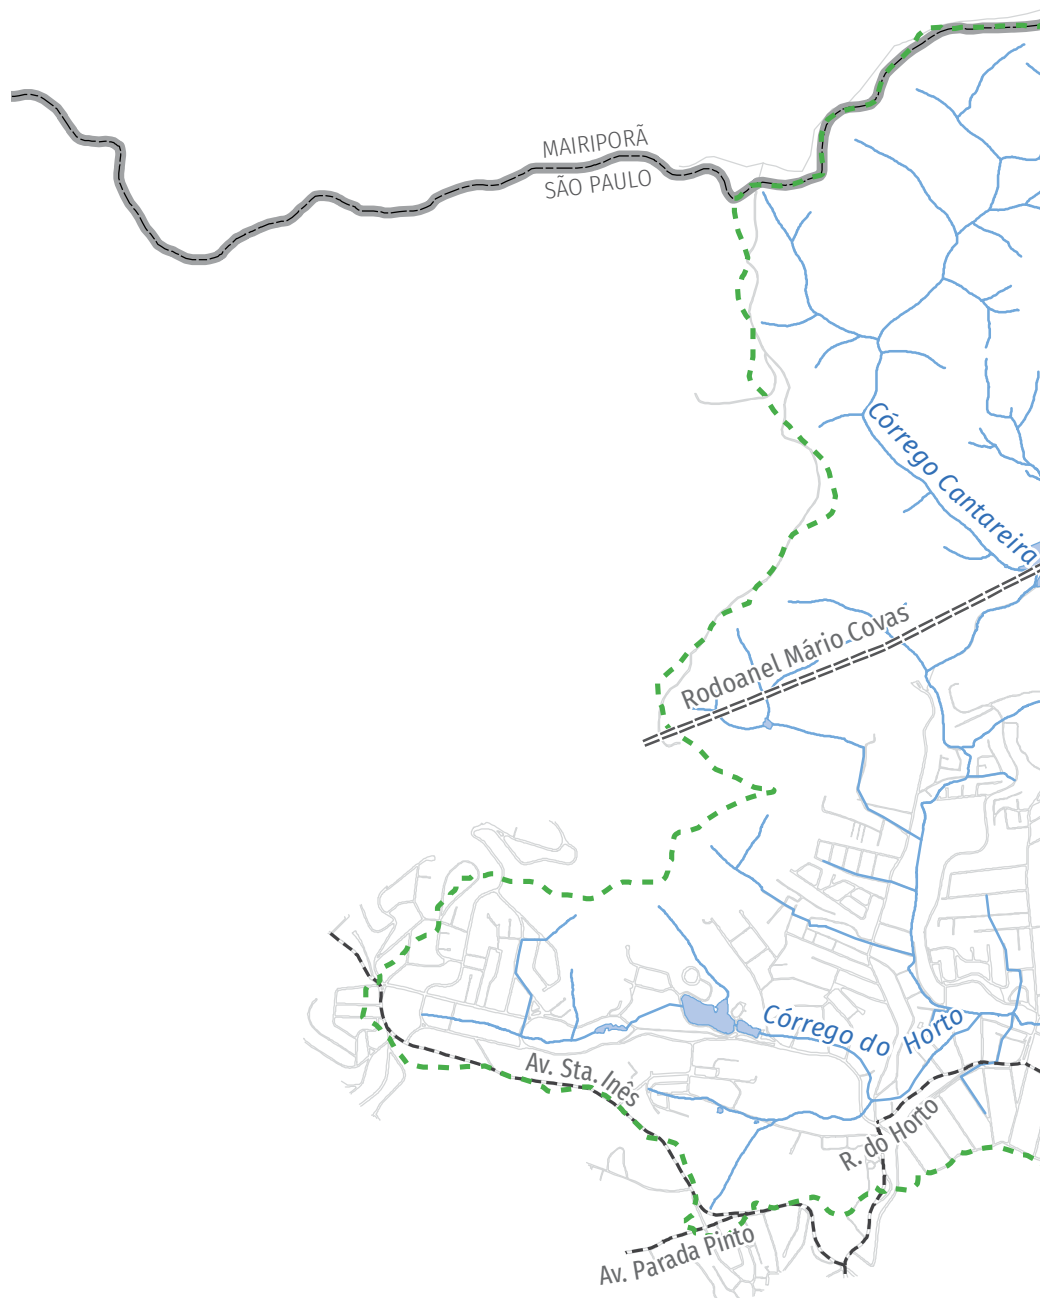 MAIRIPORÃ
SÃO PAULO
Córrego Cantareira
Rodoanel Mário Covas
Córrego do Horto
Av. Sta. Inês
R. do Horto
Av. Parada Pinto